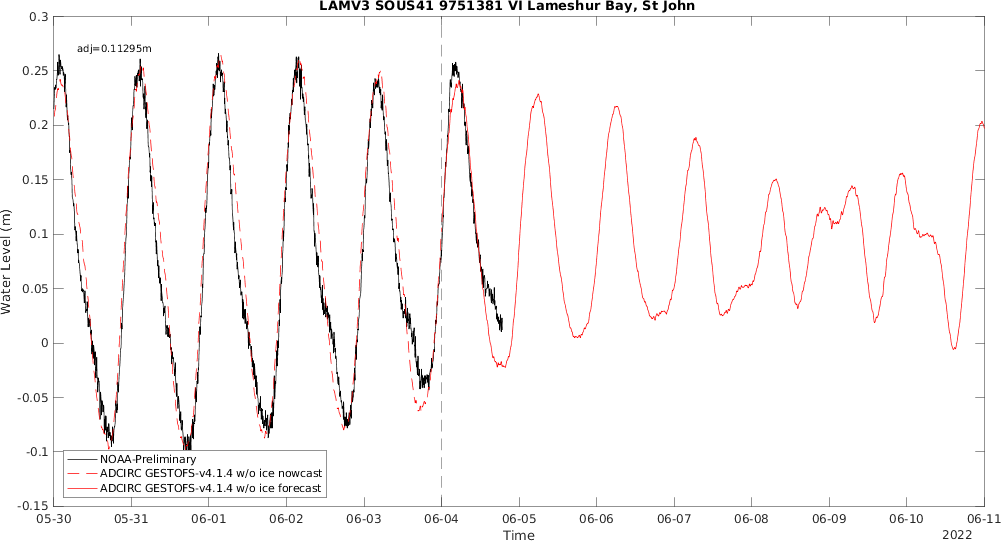 LAMV3 SOUS41 9751381 VI Lameshur Bay, St John
adj=0.11295m
0.3
0.25
0.2
0.15
0.1
0.05
0
-0.05
-0.1
-0.15
Water Level (m)
NOAA-Preliminary
ADCIRC GESTOFS-v4.1.4 w/o ice nowcast
ADCIRC GESTOFS-v4.1.4 w/o ice forecast
05-30 05-31 06-01 06-02 06-03 06-04 06-05 06-06 06-07 06-08 06-09 06-10 06-11
Time
2022